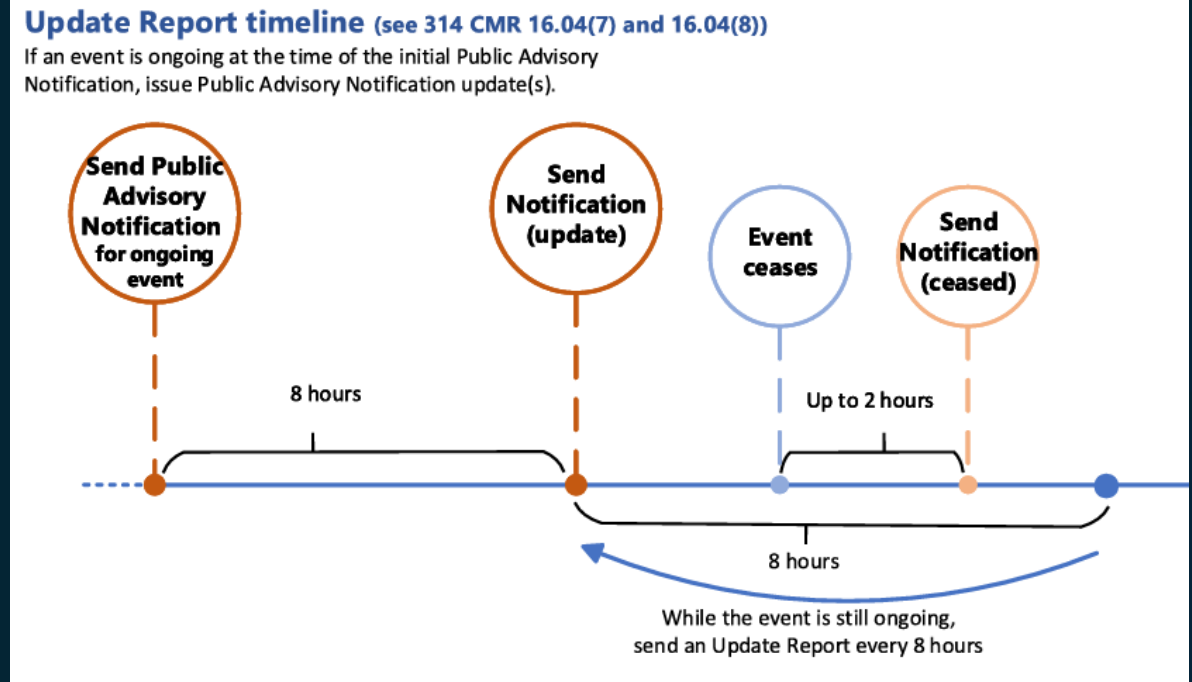 Update Report timeline (see 314 CMR 16.04(7) and 16.04(8))
If an event is ongoing at the time of the initial Public Advisory
Notification, issue Public Advisory Notification update(s).
Send Public
Advisory
Notification
for ongoing
event
Send
Notification
(update)
Event
ceases
Send
Notification
(ceased)
8 hours
Up to 2 hours
8 hours
While the event is still ongoing,
send an Update Report every 8 hours